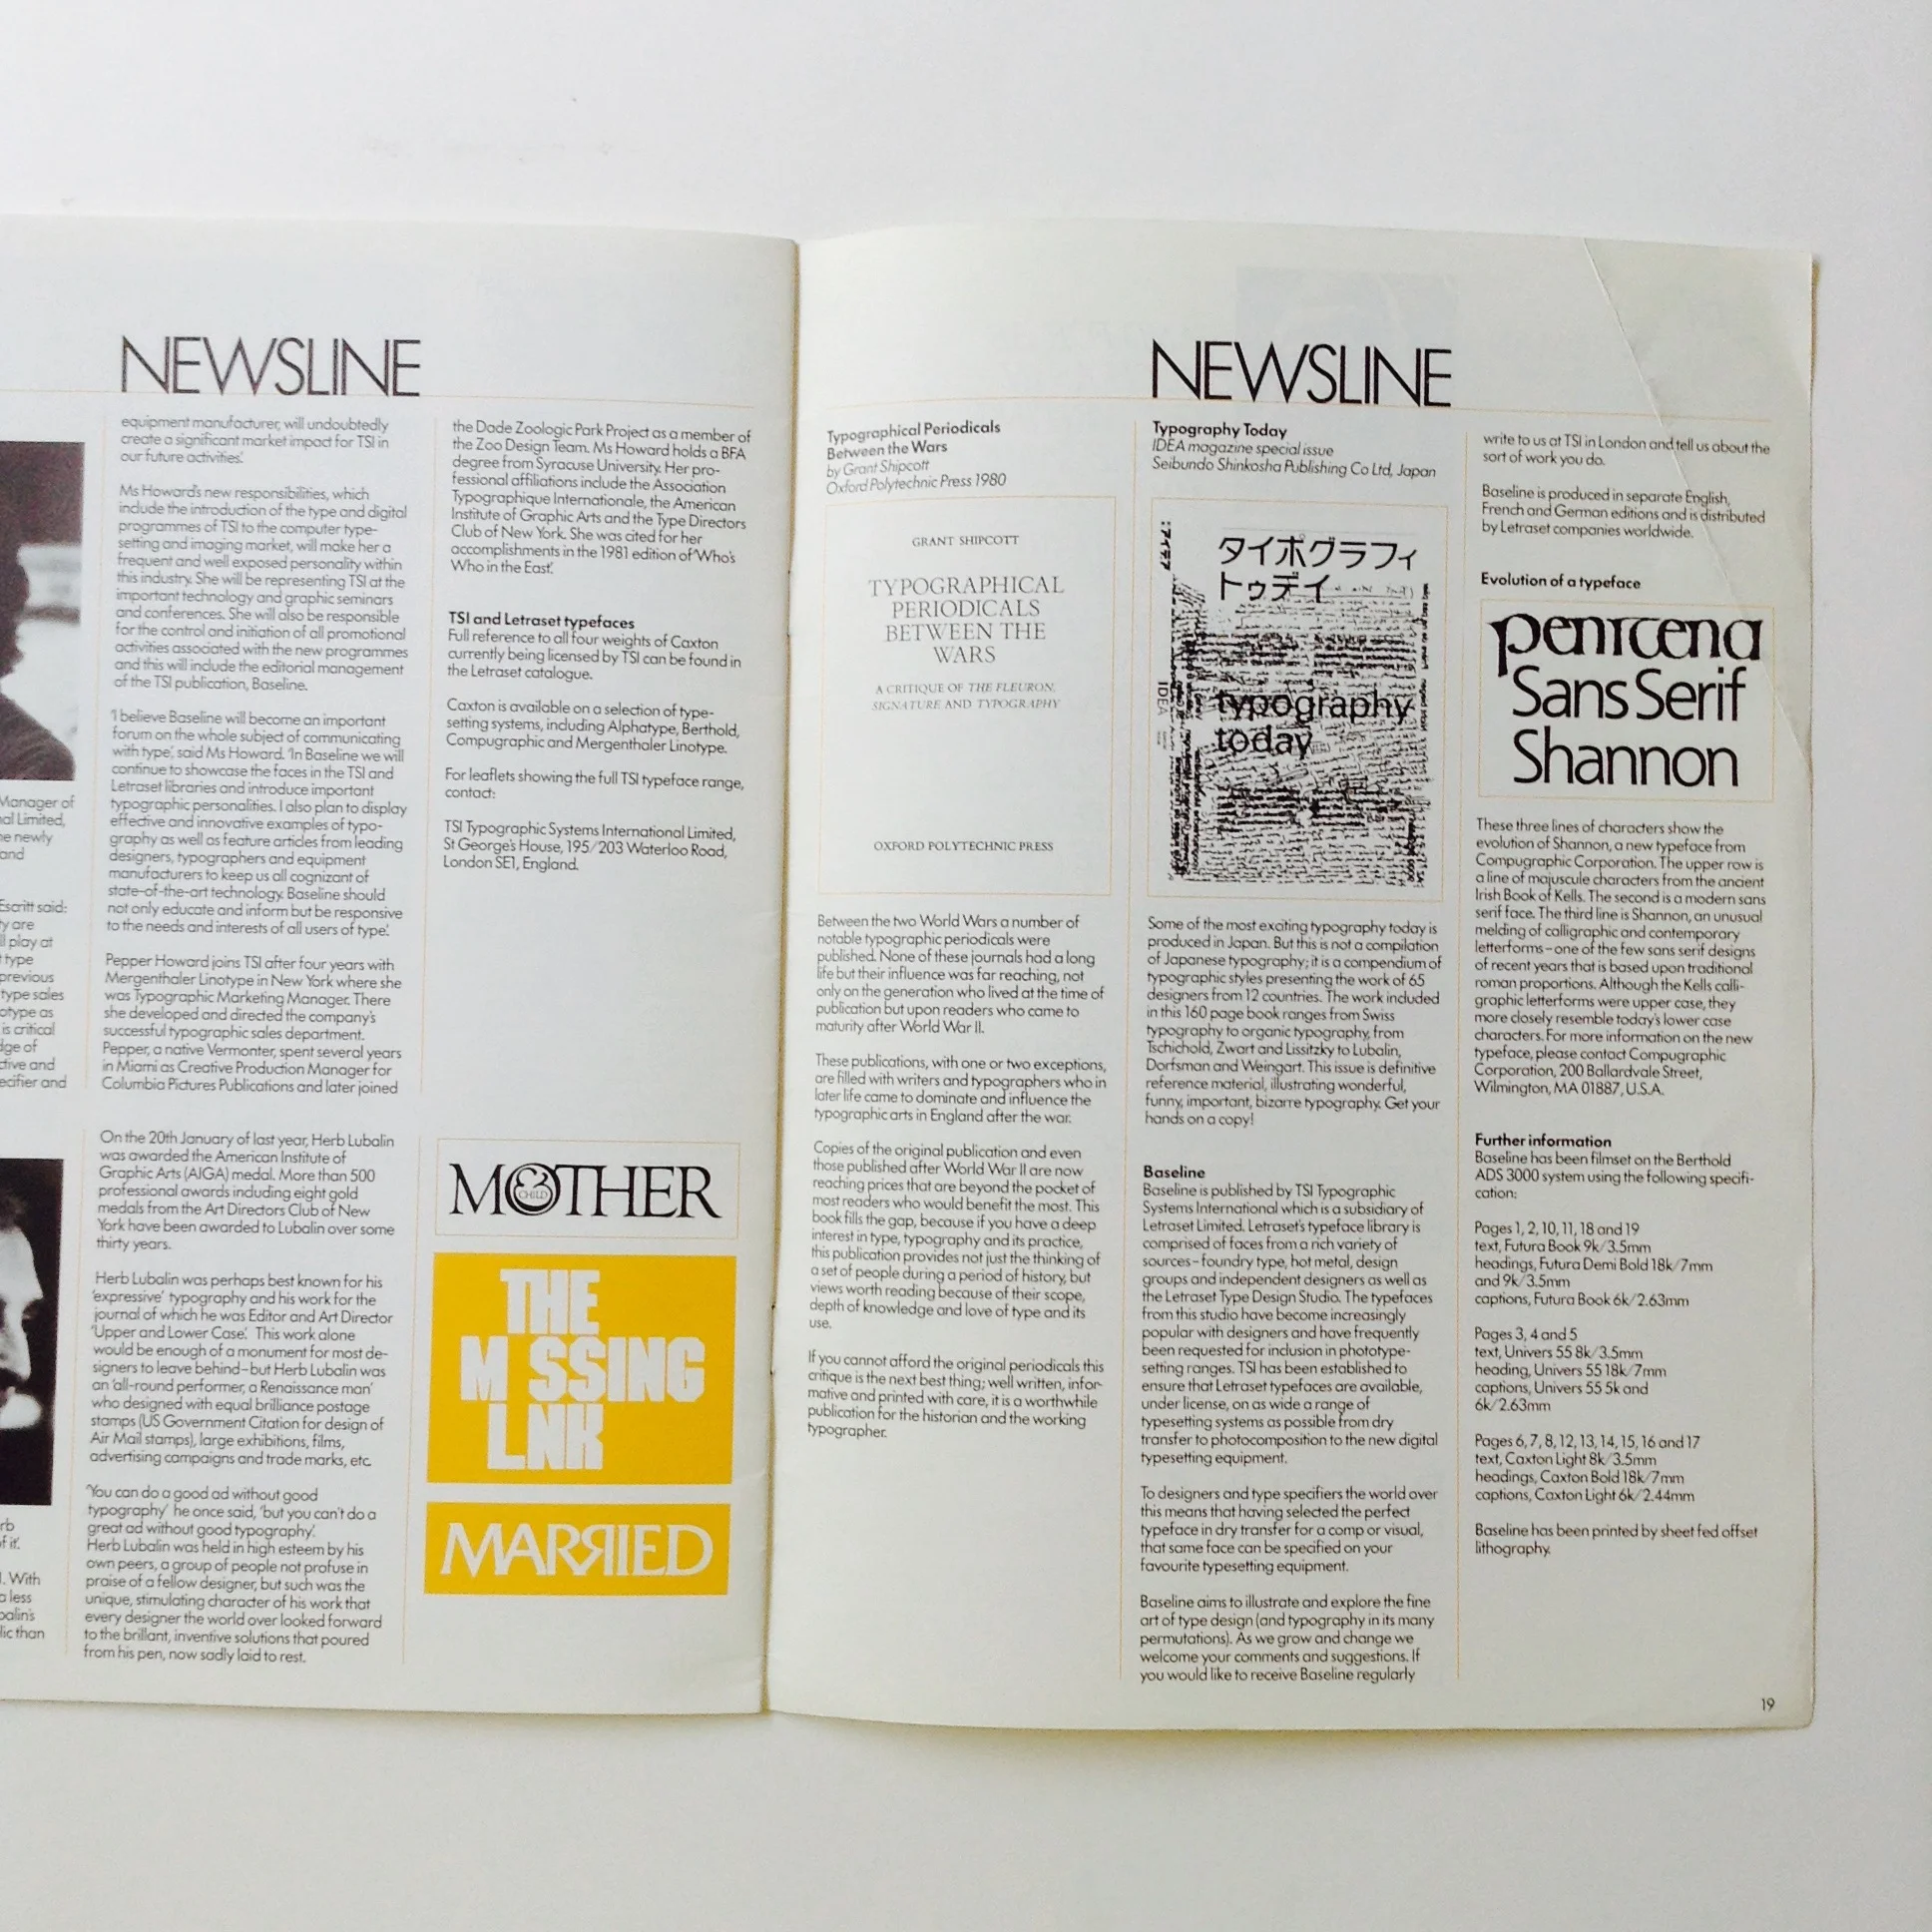 NEWSLINE
Manager of
al Limited,
e newly
and
Escritt said:
ty are
ll play at
type
previous
type sales
otype as
is critical
dge of
ctive and
ecifier and
rb
of it'.
l. With
a less
balin's
lic than
equipment manufacturer, will undoubtedly
create a significant market impact for TSI in
our future activities'.
Ms Howard's new responsibilities, which
include the introduction of the type and digital
programmes of TSI to the computer type-
setting and imaging market, will make her a
frequent and well exposed personality within
this industry. She will be representing TSI at the
important technology and graphic seminars
and conferences. She will also be responsible
for the control and initiation of all promotional
activities associated with the new programmes
and this will include the editorial management
of the TSI publication, Baseline.
'I believe Baseline will become an important
forum on the whole subject of communicating
with type', said Ms Howard. 'In Baseline we will
continue to showcase the faces in the TSI and
Letraset libraries and introduce important
typographic personalities. I also plan to display
effective and innovative examples of typo-
graphy as well as feature articles from leading
designers, typographers and equipment
manufacturers to keep us all cognizant of
state-of-the-art technology. Baseline should
not only educate and inform but be responsive
to the needs and interests of all users of type'.
Pepper Howard joins TSI after four years with
Mergenthaler Linotype in New York where she
was Typographic Marketing Manager. There
she developed and directed the company's
successful typographic sales department.
Pepper, a native Vermonter, spent several years
in Miami as Creative Production Manager for
Columbia Pictures Publications and later joined
the Dade Zoologic Park Project as a member of
the Zoo Design Team. Ms Howard holds a BFA
degree from Syracuse University. Her pro-
fessional affiliations include the Association
Typographique Internationale, the American
Institute of Graphic Arts and the Type Directors
Club of New York. She was cited for her
accomplishments in the 1981 edition of 'Who's
Who in the East'.
TSI and Letraset typefaces
Full reference to all four weights of Caxton
currently being licensed by TSI can be found in
the Letraset catalogue.
Caxton is available on a selection of type-
setting systems, including Alphatype, Berthold,
Compugraphic and Mergenthaler Linotype.
For leaflets showing the full TSI typeface range,
contact:
TSI Typographic Systems International Limited,
St George's House, 195/203 Waterloo Road,
London SE1, England.
On the 20th January of last year, Herb Lubalin
was awarded the American Institute of
Graphic Arts (AIGA) medal. More than 500
professional awards including eight gold
medals from the Art Directors Club of New
York have been awarded to Lubalin over some
thirty years.
Herb Lubalin was perhaps best known for his
'expressive' typography and his work for the
journal of which he was Editor and Art Director
'Upper and Lower Case'. This work alone
would be enough of a monument for most de-
signers to leave behind–but Herb Lubalin was
an 'all-round performer, a Renaissance man'
who designed with equal brilliance postage
stamps (US Government Citation for design of
Air Mail stamps), large exhibitions, films,
advertising campaigns and trade marks, etc.
'You can do a good ad without good
typography' he once said, 'but you can't do a
great ad without good typography'.
Herb Lubalin was held in high esteem by his
own peers, a group of people not profuse in
praise of a fellow designer, but such was the
unique, stimulating character of his work that
every designer the world over looked forward
to the brillant, inventive solutions that poured
from his pen, now sadly laid to rest.
MOTHER
& CHILD
THE
M SSING
LNK
MARRIED
NEWSLINE
Typographical Periodicals
Between the Wars
by Grant Shipcott
Oxford Polytechnic Press 1980
GRANT SHIPCOTT
TYPOGRAPHICAL
PERIODICALS
BETWEEN THE
WARS
A CRITIQUE OF THE FLEURON,
SIGNATURE AND TYPOGRAPHY
OXFORD POLYTECHNIC PRESS
Between the two World Wars a number of
notable typographic periodicals were
published. None of these journals had a long
life but their influence was far reaching, not
only on the generation who lived at the time of
publication but upon readers who came to
maturity after World War II.
These publications, with one or two exceptions,
are filled with writers and typographers who in
later life came to dominate and influence the
typographic arts in England after the war.
Copies of the original publication and even
those published after World War II are now
reaching prices that are beyond the pocket of
most readers who would benefit the most. This
book fills the gap, because if you have a deep
interest in type, typography and its practice,
this publication provides not just the thinking of
a set of people during a period of history, but
views worth reading because of their scope,
depth of knowledge and love of type and its
use.
If you cannot afford the original periodicals this
critique is the next best thing; well written, infor-
mative and printed with care, it is a worthwhile
publication for the historian and the working
typographer.
Typography Today
IDEA magazine special issue
Seibundo Shinkosha Publishing Co Ltd, Japan
タイポグラフィ
トゥデイ
アイデア
IDEA
typography
today
Some of the most exciting typography today is
produced in Japan. But this is not a compilation
of Japanese typography; it is a compendium of
typographic styles presenting the work of 65
designers from 12 countries. The work included
in this 160 page book ranges from Swiss
typography to organic typography, from
Tschichold, Zwart and Lissitzky to Lubalin,
Dorfsman and Weingart. This issue is definitive
reference material, illustrating wonderful,
funny, important, bizarre typography. Get your
hands on a copy!
Baseline
Baseline is published by TSI Typographic
Systems International which is a subsidiary of
Letraset Limited. Letraset's typeface library is
comprised of faces from a rich variety of
sources–foundry type, hot metal, design
groups and independent designers as well as
the Letraset Type Design Studio. The typefaces
from this studio have become increasingly
popular with designers and have frequently
been requested for inclusion in phototype-
setting ranges. TSI has been established to
ensure that Letraset typefaces are available,
under license, on as wide a range of
typesetting systems as possible from dry
transfer to photocomposition to the new digital
typesetting equipment.
To designers and type specifiers the world over
this means that having selected the perfect
typeface in dry transfer for a comp or visual,
that same face can be specified on your
favourite typesetting equipment.
Baseline aims to illustrate and explore the fine
art of type design (and typography in its many
permutations). As we grow and change we
welcome your comments and suggestions. If
you would like to receive Baseline regularly
write to us at TSI in London and tell us about the
sort of work you do.
Baseline is produced in separate English,
French and German editions and is distributed
by Letraset companies worldwide.
Evolution of a typeface
Sans Serif
Shannon
These three lines of characters show the
evolution of Shannon, a new typeface from
Compugraphic Corporation. The upper row is
a line of majuscule characters from the ancient
Irish Book of Kells. The second is a modern sans
serif face. The third line is Shannon, an unusual
melding of calligraphic and contemporary
letterforms–one of the few sans serif designs
of recent years that is based upon traditional
roman proportions. Although the Kells calli-
graphic letterforms were upper case, they
more closely resemble today's lower case
characters. For more information on the new
typeface, please contact Compugraphic
Corporation, 200 Ballardvale Street,
Wilmington, MA 01887, U.S.A.
Further information
Baseline has been filmset on the Berthold
ADS 3000 system using the following specifi-
cation:
Pages 1, 2, 10, 11, 18 and 19
text, Futura Book 9k/3.5mm
headings, Futura Demi Bold 18k/7mm
and 9k/3.5mm
captions, Futura Book 6k/2.63mm
Pages 3, 4 and 5
text, Univers 55 8k/3.5mm
heading, Univers 55 18k/7mm
captions, Univers 55 5k and
6k/2.63mm
Pages 6, 7, 8, 12, 13, 14, 15, 16 and 17
text, Caxton Light 8k/3.5mm
headings, Caxton Bold 18k/7mm
captions, Caxton Light 6k/2.44mm
Baseline has been printed by sheet fed offset
lithography.
19